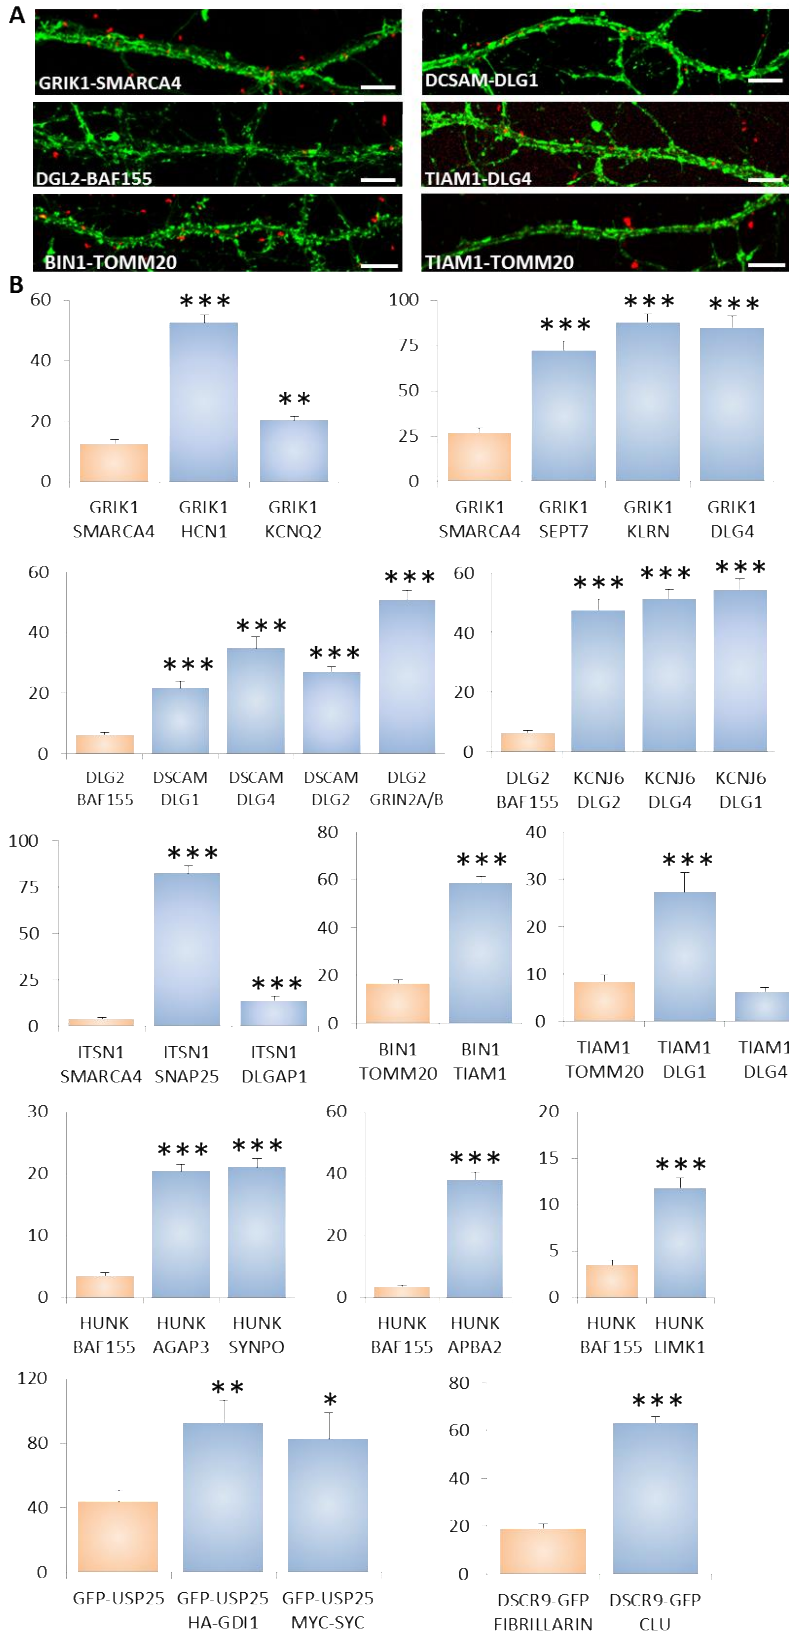 A
GRIK1-SMARCA4
DCSAM-DLG1
DGL2-BAF155
TIAM1-DLG4
BIN1-TOMM20
TIAM1-TOMM20
B
60
40
20
0
***
**
GRIK1 SMARCA4
GRIK1 HCN1
GRIK1 KCNQ2
100
75
50
25
0
***
***
***
GRIK1 SMARCA4
GRIK1 SEPT7
GRIK1 KLRN
GRIK1 DLG4
60
40
20
0
***
***
***
***
DLG2 BAF155
DSCAM DLG1
DSCAM DLG4
DSCAM DLG2
DLG2 GRIN2A/B
60
40
20
0
***
***
***
DLG2 BAF155
KCNJ6 DLG2
KCNJ6 DLG4
KCNJ6 DLG1
100
75
50
25
0
***
***
ITSN1 SMARCA4
ITSN1 SNAP25
ITSN1 DLGAP1
80
60
40
20
0
***
BIN1 TOMM20
BIN1 TIAM1
40
30
20
10
0
***
TIAM1 TOMM20
TIAM1 DLG1
TIAM1 DLG4
30
20
10
0
***
***
HUNK BAF155
HUNK AGAP3
HUNK SYNPO
60
40
20
0
***
HUNK BAF155
HUNK APBA2
20
15
10
5
0
***
HUNK BAF155
HUNK LIMK1
120
80
40
0
**
*
GFP-USP25
GFP-USP25 HA-GDI1
GFP-USP25 MYC-SYC
80
60
40
20
0
***
DSCR9-GFP FIBRILLARIN
DSCR9-GFP CLU